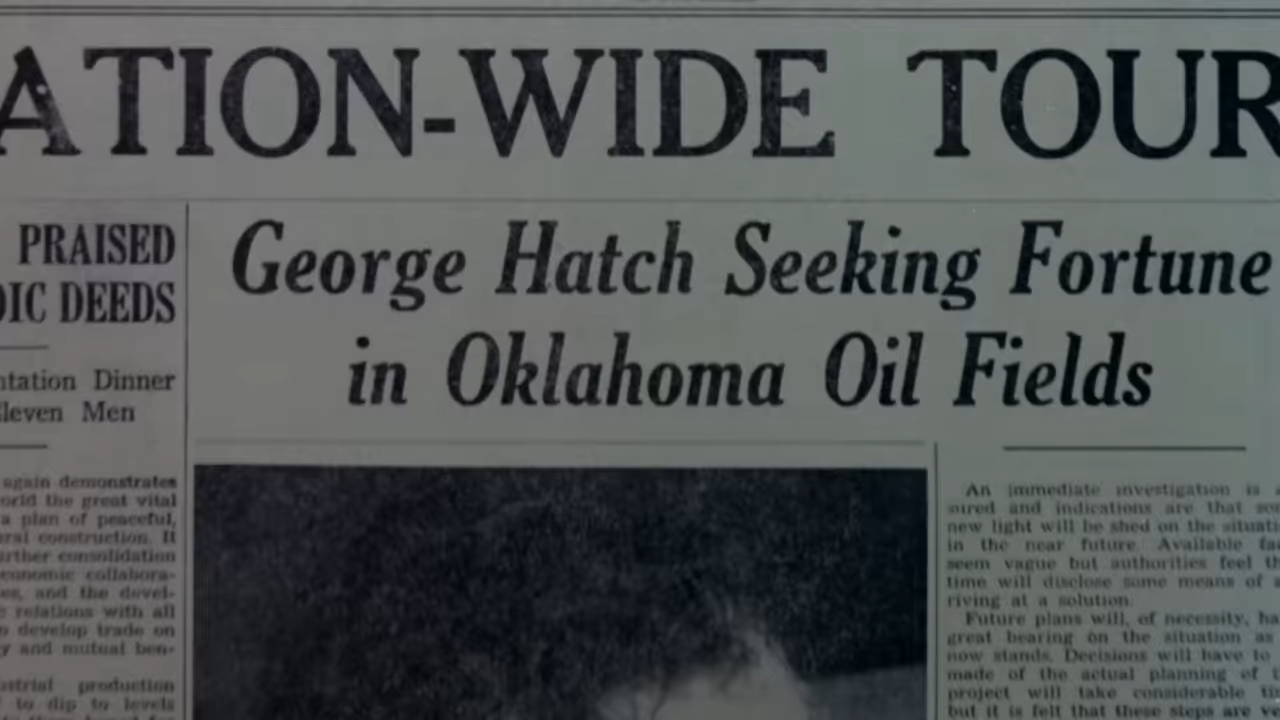 ATION-WIDE TOUR
PRAISED
OIC DEEDS
ntation Dinner
Eleven Men
again demonstrates
orld the great vital
a plan of peaceful,
ural construction. It
urther consolidation
economic collabora-
es, and the devel-
relations with all
o develop trade on
y and mutual ben-
ustrial production
to dip to levels
George Hatch Seeking Fortune
in Oklahoma Oil Fields
An immediate investigation is
sured and indications are that
new light will be shed on the situati
in the near future. Available fac
seem vague but authorities feel th
time will disclose some means of a
riving at a solution.
Future plans will, of necessity, ha
great bearing on the situation as
now stands. Decisions will have to
made of the actual planning of
project will take considerable
but it is felt that these steps are ve